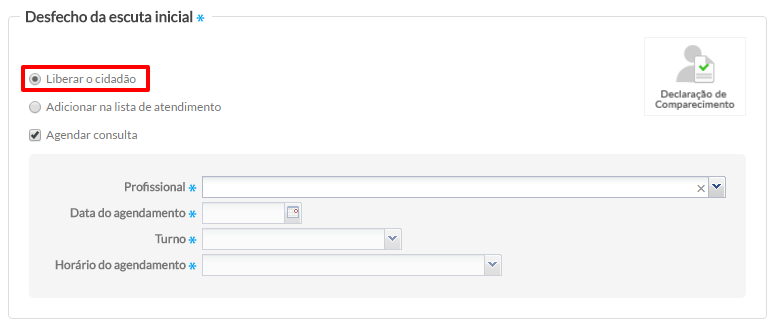 Desfecho da escuta inicial *
Liberar o cidadão
Declaração de
Comparecimento
Adicionar na lista de atendimento
Agendar consulta
Profissional *
Data do agendamento *
Turno *
Horário do agendamento *